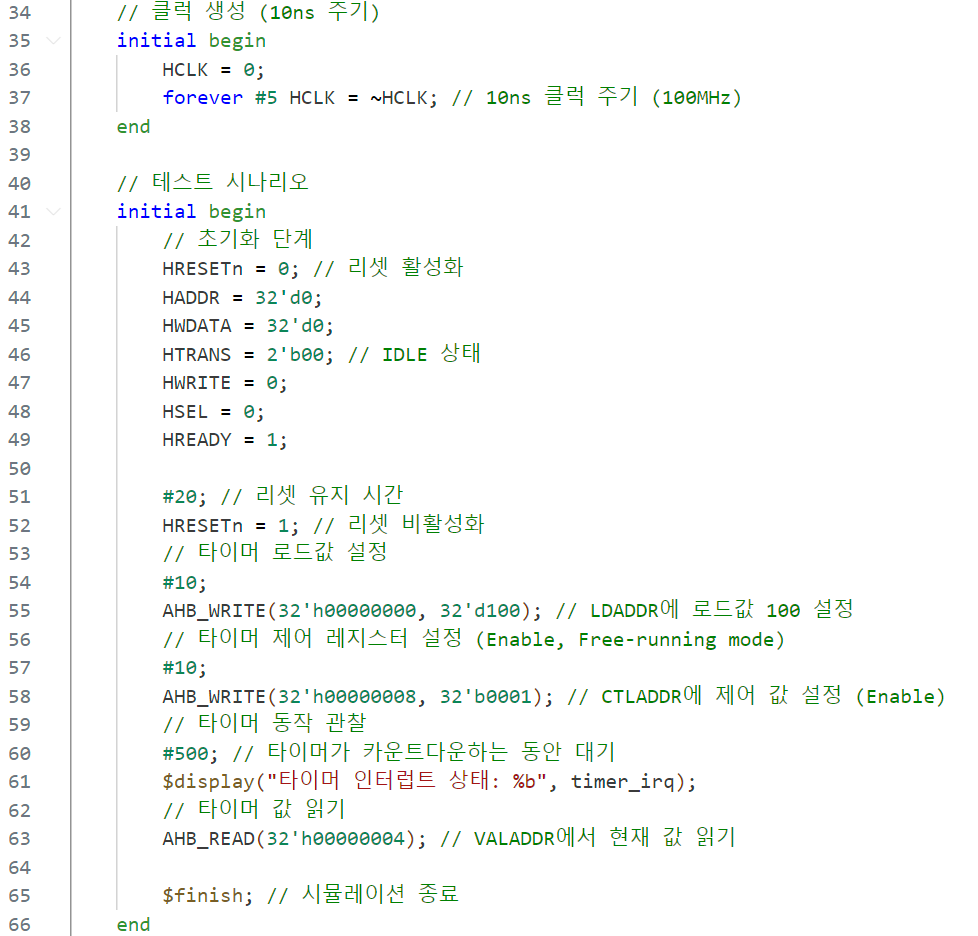 34 // 클럭 생성 (10ns 주기)
35 initial begin
36 HCLK = 0;
37 forever #5 HCLK = ~HCLK; // 10ns 클럭 주기 (100MHz)
38 end
39
40 // 테스트 시나리오
41 initial begin
42 // 초기화 단계
43 HRESETn = 0; // 리셋 활성화
44 HADDR = 32'd0;
45 HWDATA = 32'd0;
46 HTRANS = 2'b00; // IDLE 상태
47 HWRITE = 0;
48 HSEL = 0;
49 HREADY = 1;
50
51 #20; // 리셋 유지 시간
52 HRESETn = 1; // 리셋 비활성화
53 // 타이머 로드값 설정
54 #10;
55 AHB_WRITE(32'h00000000, 32'd100); // LDADDR에 로드값 100 설정
56 // 타이머 제어 레지스터 설정 (Enable, Free-running mode)
57 #10;
58 AHB_WRITE(32'h00000008, 32'b0001); // CTLADDR에 제어 값 설정 (Enable)
59 // 타이머 동작 관찰
60 #500; // 타이머가 카운트다운하는 동안 대기
61 $display("타이머 인터럽트 상태: %b", timer_irq);
62 // 타이머 값 읽기
63 AHB_READ(32'h00000004); // VALADDR에서 현재 값 읽기
64
65 $finish; // 시뮬레이션 종료
66 end